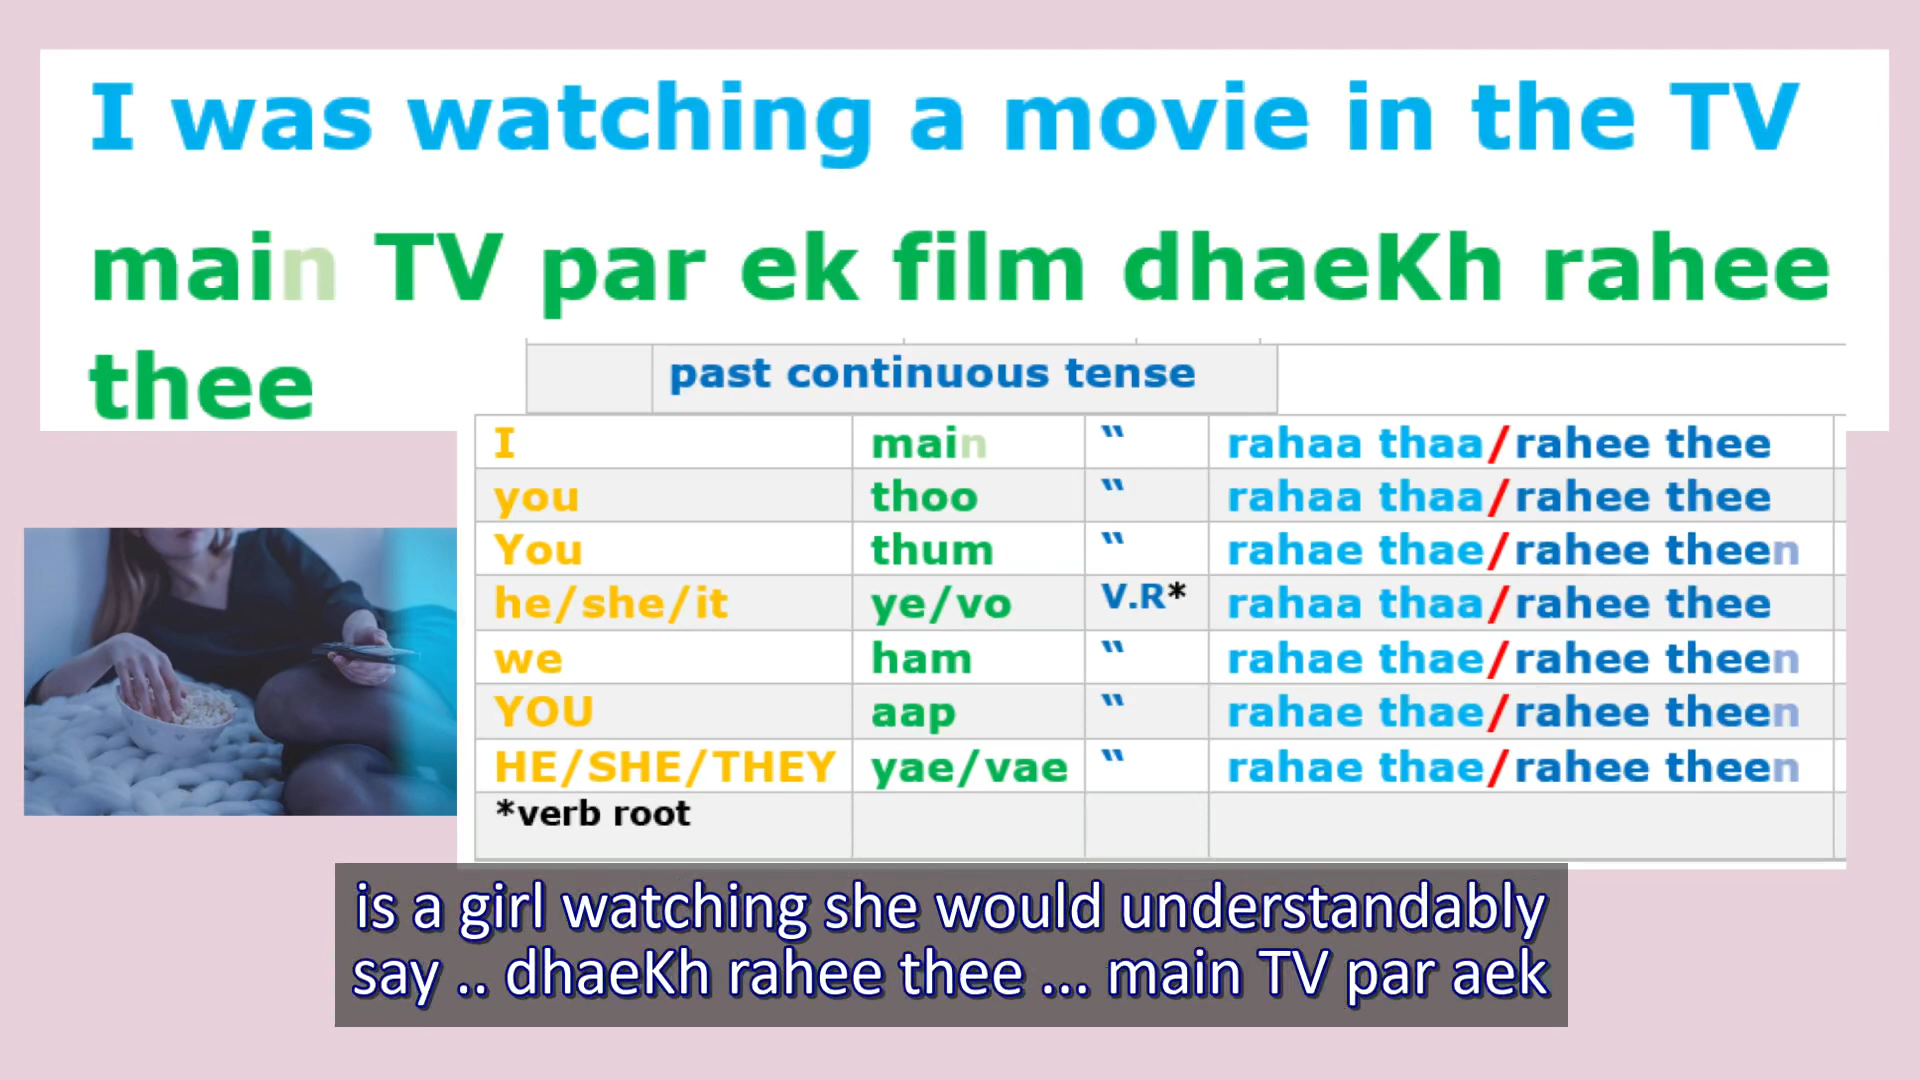 I was watching a movie in the TV
main TV par ek film dhaeKh rahee
thee
past continuous tense
I main “ rahaa thaa/rahee thee
you thoo “ rahaa thaa/rahee thee
You thum “ rahae thae/rahee theen
he/she/it ye/vo V.R* rahaa thaa/rahee thee
we ham “ rahae thae/rahee theen
YOU aap “ rahae thae/rahee theen
HE/SHE/THEY yae/vae “ rahae thae/rahee theen
*verb root
is a girl watching she would understandably
say .. dhaeKh rahee thee ... main TV par aek